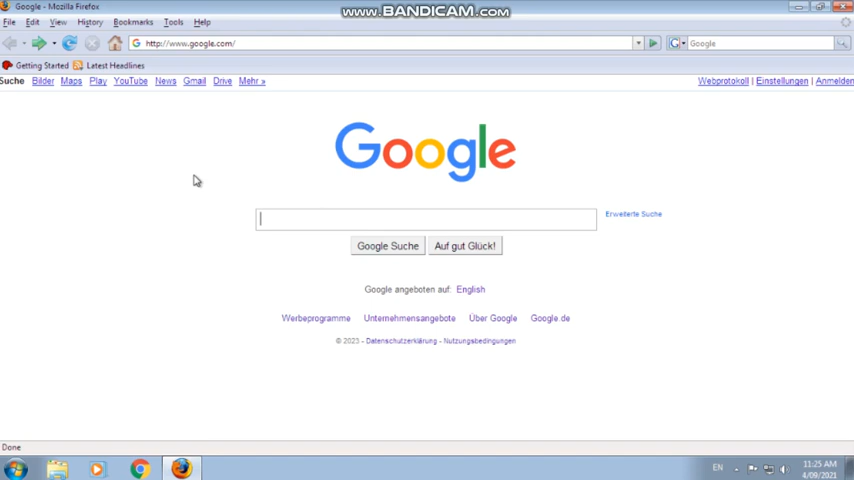 Google - Mozilla Firefox
www.BANDICAM.com
File Edit View History Bookmarks Tools Help
http://www.google.com/
Google
Getting Started Latest Headlines
Suche Bilder Maps Play YouTube News Gmail Drive Mehr »
Webprotokoll | Einstellungen | Anmelden
Google
Erweiterte Suche
Google Suche Auf gut Glück!
Google angeboten auf: English
Werbeprogramme Unternehmensangebote Über Google Google.de
© 2023 - Datenschutzerklärung - Nutzungsbedingungen
Done
EN
11:25 AM
4/09/2021